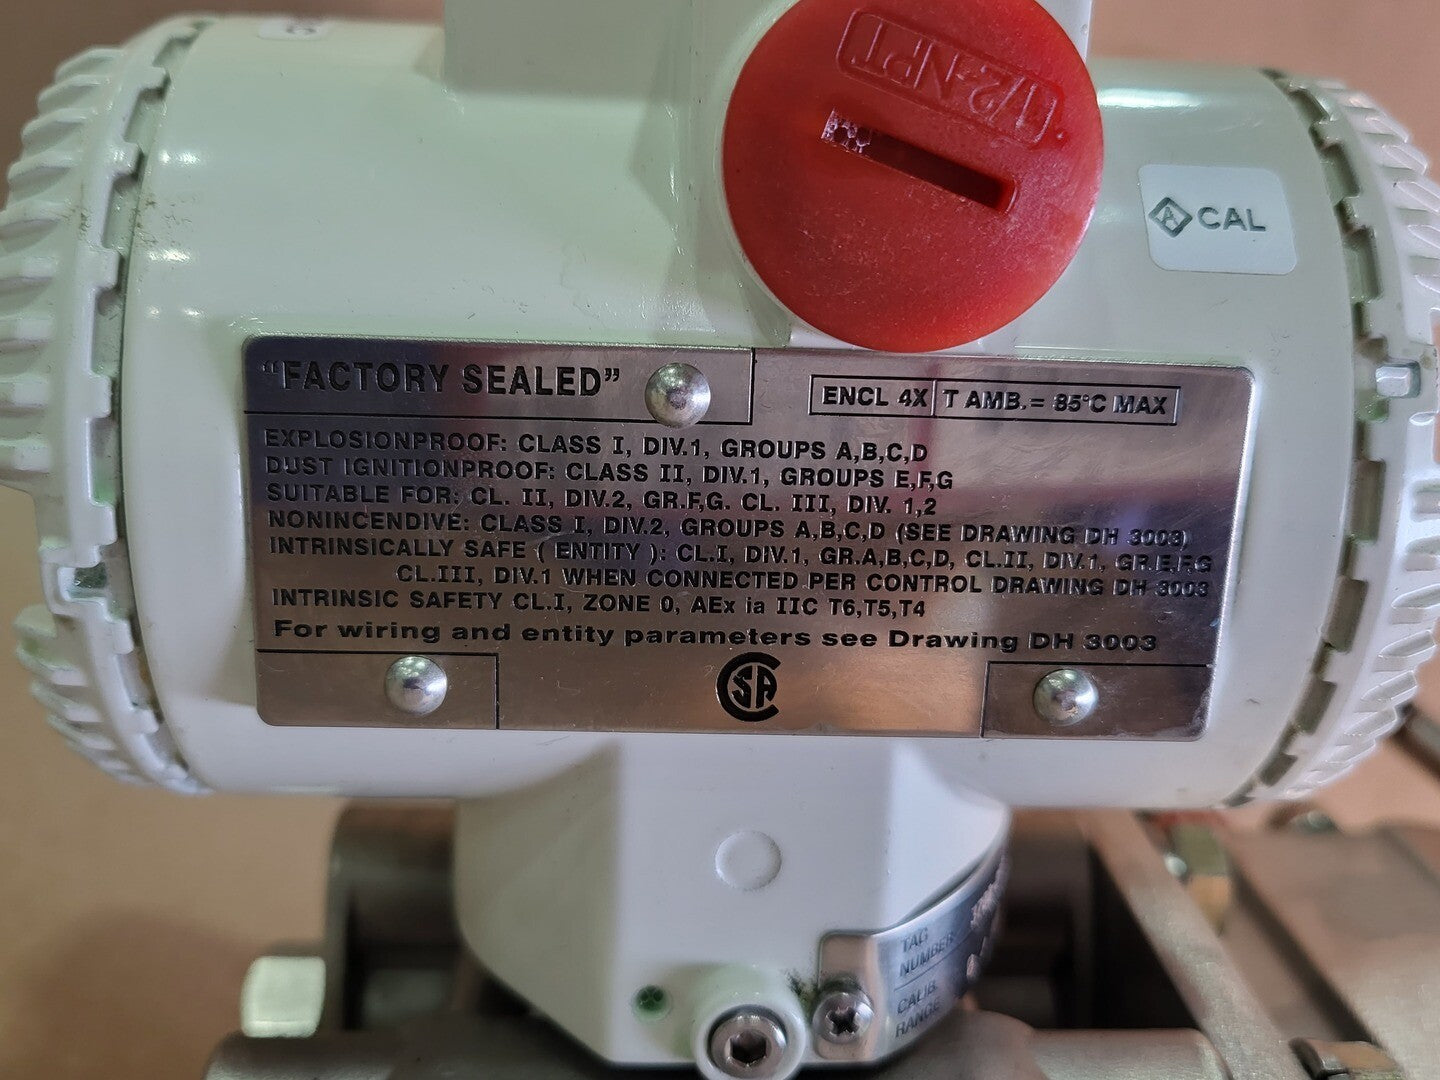 1/2-NPT
A CAL
"FACTORY SEALED"
ENCL 4X T AMB.= 85°C MAX
EXPLOSIONPROOF: CLASS I, DIV.1, GROUPS A,B,C,D
DUST IGNITIONPROOF: CLASS II, DIV.1, GROUPS E,F,G
SUITABLE FOR: CL. II, DIV.2, GR.F,G. CL. III, DIV. 1,2
NONINCENDIVE: CLASS I, DIV.2, GROUPS A,B,C,D (SEE DRAWING DH 3003)
INTRINSICALLY SAFE ( ENTITY ): CL.I, DIV.1, GR.A,B,C,D, CL.II, DIV.1, GR.E,F,G
CL.III, DIV.1 WHEN CONNECTED PER CONTROL DRAWING DH 3003
INTRINSIC SAFETY CL.I, ZONE 0, AEx ia IIC T6,T5,T4
For wiring and entity parameters see Drawing DH 3003
CSA
TAG
NUMBER
CALIB.
RANGE